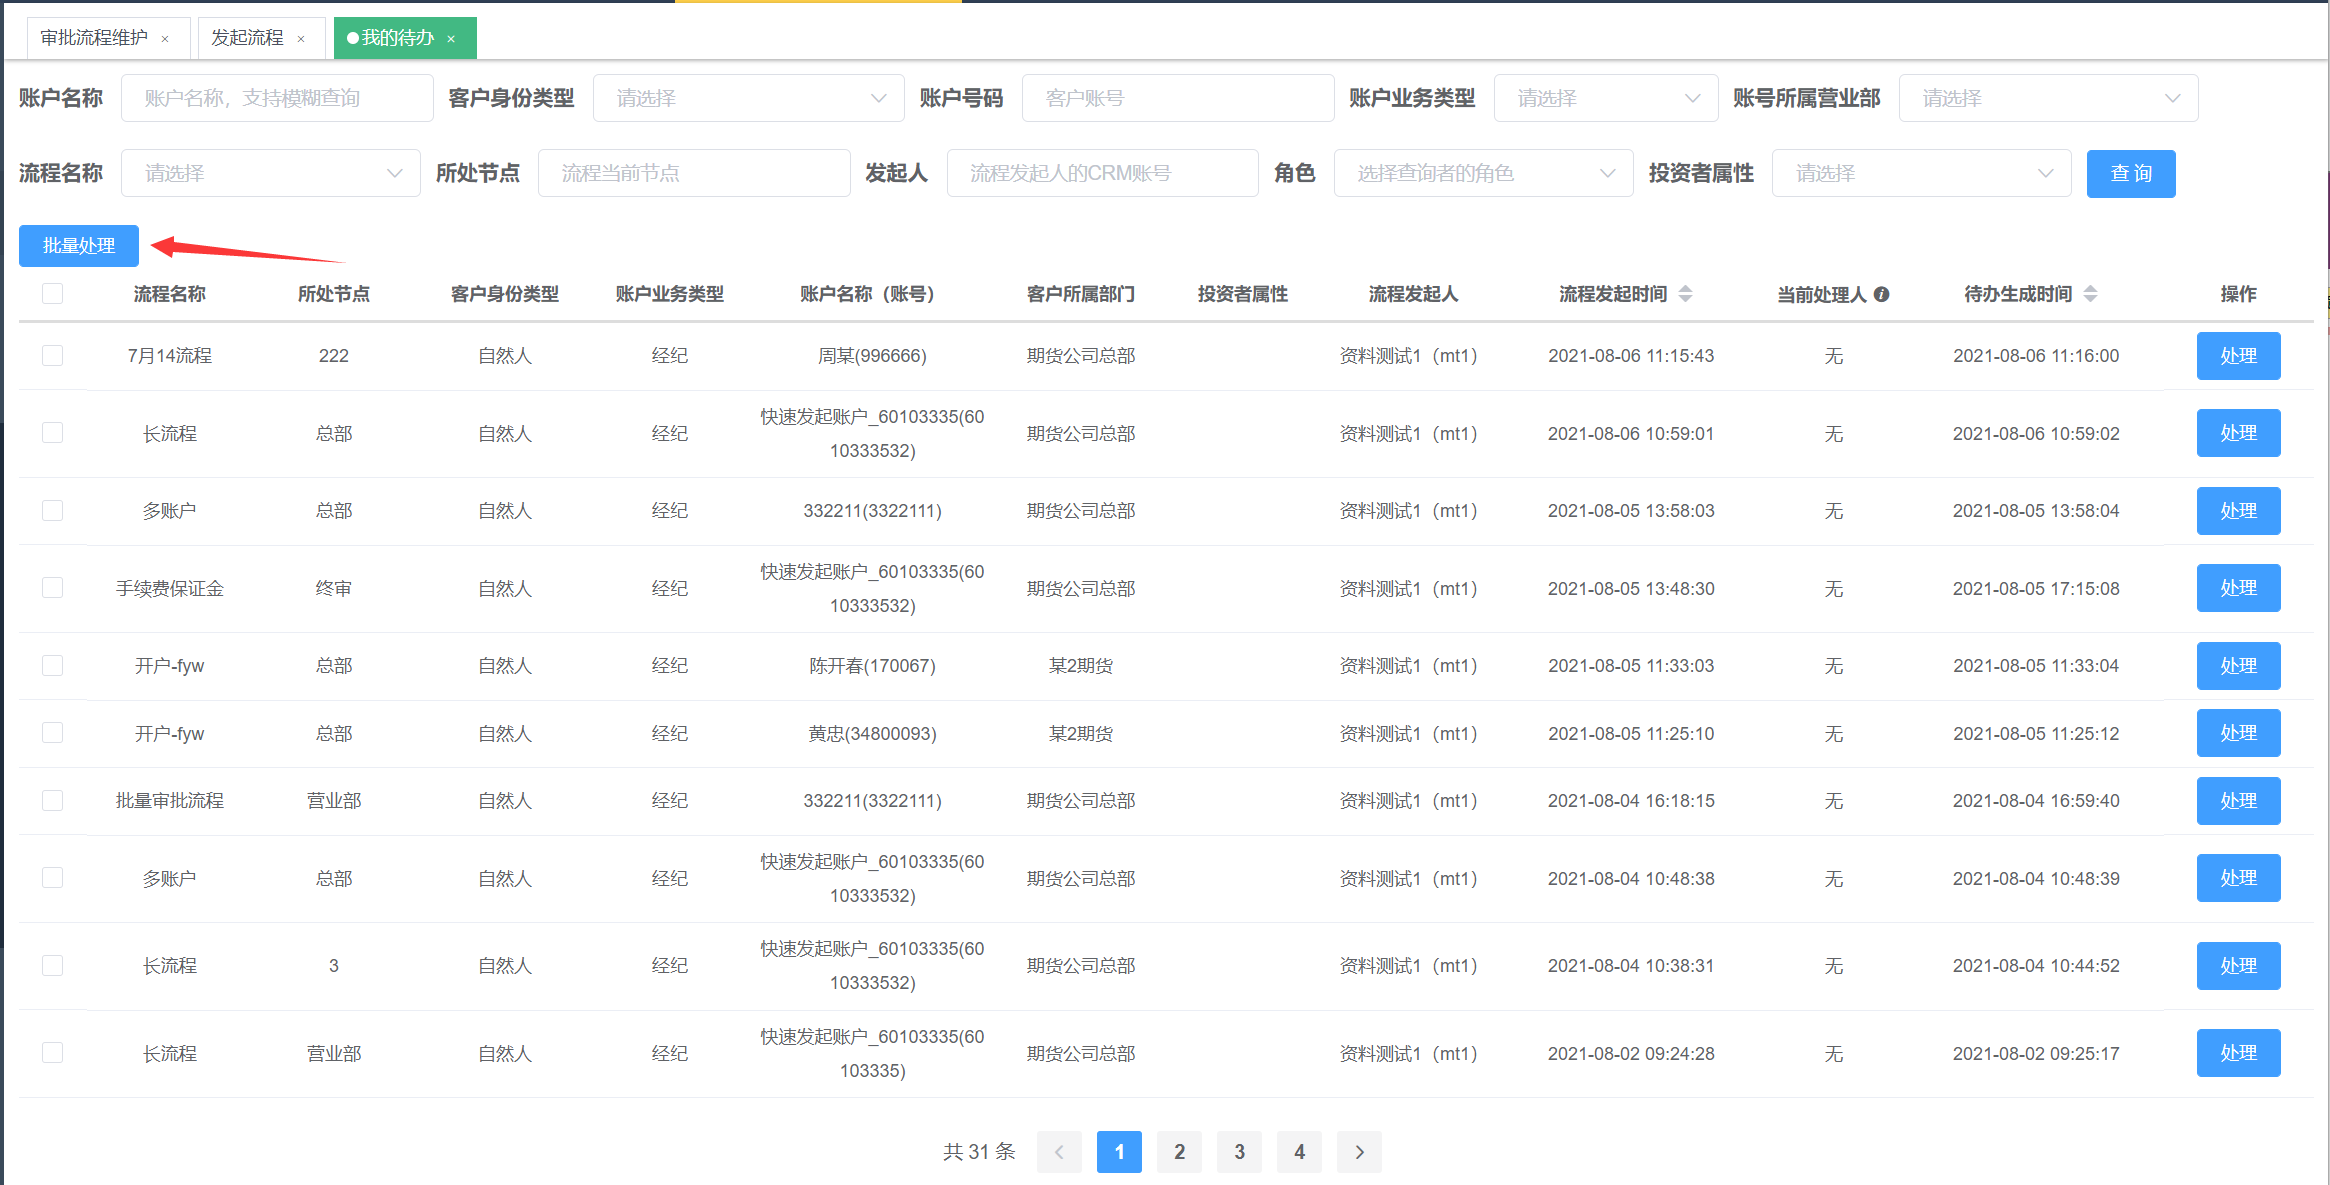 审批流程维护 × 发起流程 × 我的待办 ×
账户名称 账户名称，支持模糊查询 客户身份类型 请选择 账户号码 客户账号 账户业务类型 请选择 账号所属营业部 请选择
流程名称 请选择 所处节点 流程当前节点 发起人 流程发起人的CRM账号 角色 选择查询者的角色 投资者属性 请选择 查询
批量处理
流程名称 所处节点 客户身份类型 账户业务类型 账户名称（账号） 客户所属部门 投资者属性 流程发起人 流程发起时间 当前处理人 待办生成时间 操作
7月14流程 222 自然人 经纪 周某(996666) 期货公司总部 资料测试1（mt1） 2021-08-06 11:15:43 无 2021-08-06 11:16:00 处理
长流程 总部 自然人 经纪 快速发起账户_60103335(60
10333532) 期货公司总部 资料测试1（mt1） 2021-08-06 10:59:01 无 2021-08-06 10:59:02 处理
多账户 总部 自然人 经纪 332211(3322111) 期货公司总部 资料测试1（mt1） 2021-08-05 13:58:03 无 2021-08-05 13:58:04 处理
手续费保证金 终审 自然人 经纪 快速发起账户_60103335(60
10333532) 期货公司总部 资料测试1（mt1） 2021-08-05 13:48:30 无 2021-08-05 17:15:08 处理
开户-fyw 总部 自然人 经纪 陈开春(170067) 某2期货 资料测试1（mt1） 2021-08-05 11:33:03 无 2021-08-05 11:33:04 处理
开户-fyw 总部 自然人 经纪 黄忠(34800093) 某2期货 资料测试1（mt1） 2021-08-05 11:25:10 无 2021-08-05 11:25:12 处理
批量审批流程 营业部 自然人 经纪 332211(3322111) 期货公司总部 资料测试1（mt1） 2021-08-04 16:18:15 无 2021-08-04 16:59:40 处理
多账户 总部 自然人 经纪 快速发起账户_60103335(60
10333532) 期货公司总部 资料测试1（mt1） 2021-08-04 10:48:38 无 2021-08-04 10:48:39 处理
长流程 3 自然人 经纪 快速发起账户_60103335(60
10333532) 期货公司总部 资料测试1（mt1） 2021-08-04 10:38:31 无 2021-08-04 10:44:52 处理
长流程 营业部 自然人 经纪 快速发起账户_60103335(60
103335) 期货公司总部 资料测试1（mt1） 2021-08-02 09:24:28 无 2021-08-02 09:25:17 处理
共 31 条 1 2 3 4